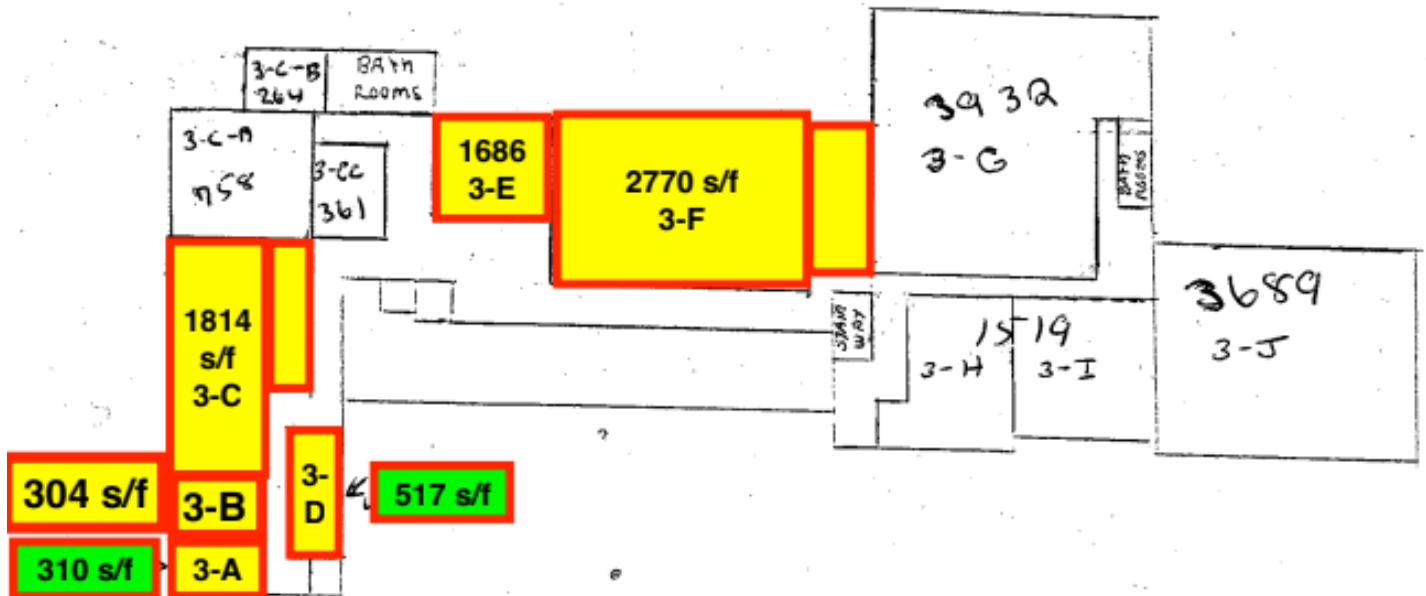 3-C-B
264
BATH
ROOMS
3-C-A
758
3-CC
361
1686
3-E
2770 s/f
3-F
3932
3-G
BATH
ROOMS
1814
s/f
3-C
STAIR
WAY
1519
3-H
3-I
3689
3-J
304 s/f
3-B
3-
D
517 s/f
310 s/f
3-A